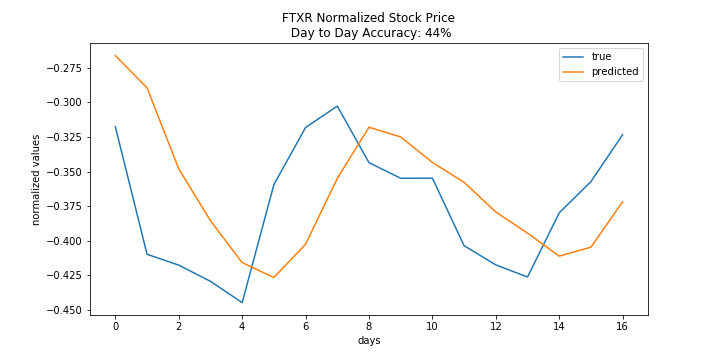 FTXR Normalized Stock Price
Day to Day Accuracy: 44%
true
predicted
normalized values
−0.275
−0.300
−0.325
−0.350
−0.375
−0.400
−0.425
−0.450
0 2 4 6 8 10 12 14 16
days